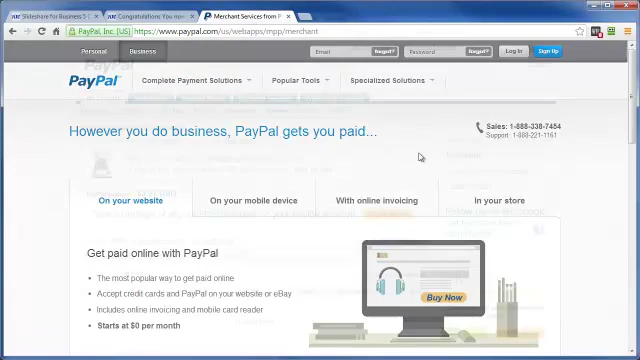 Slideshare for Business 5-D
Congratulations You now
Merchant Services from P
PayPal, Inc. [US]
https://www.paypal.com/us/webapps/mpp/merchant
Personal
Business
Email
forgot?
Password
forgot?
Log In
Sign Up
PayPal
Complete Payment Solutions
Popular Tools
Specialized Solutions
However you do business, PayPal gets you paid...
Sales: 1-888-338-7454
Support: 1-888-221-1161
On your website
On your mobile device
With online invoicing
In your store
Get paid online with PayPal
• The most popular way to get paid online
• Accept credit cards and PayPal on your website or eBay
• Includes online invoicing and mobile card reader
• Starts at $0 per month
Buy Now